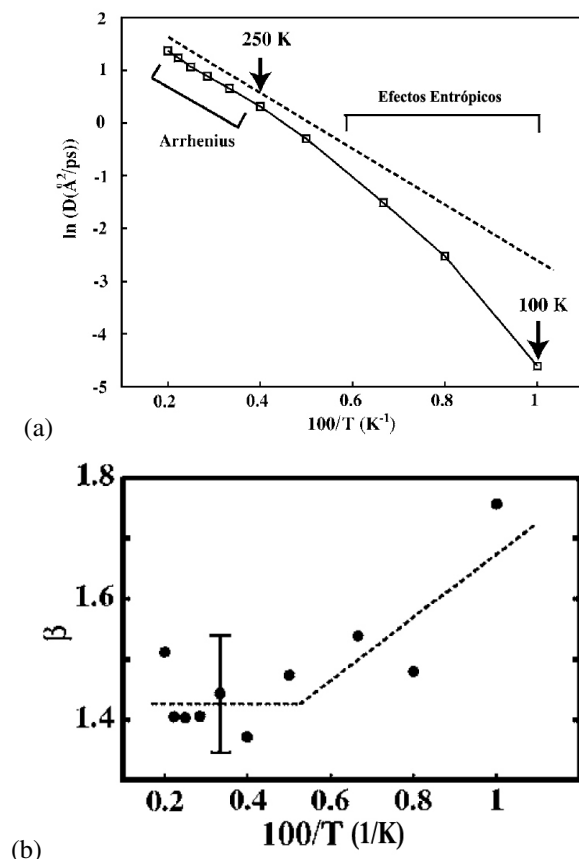 2
250 K
1
Efectos Entrópicos
0
Arrhenius
ln (D(Å²/ps))
-1
-2
-3
100 K
-4
-5
0.2 0.4 0.6 0.8 1
100/T (K⁻¹)
(a)
1.8
1.6
β
1.4
0.2 0.4 0.6 0.8 1
100/T (1/K)
(b)